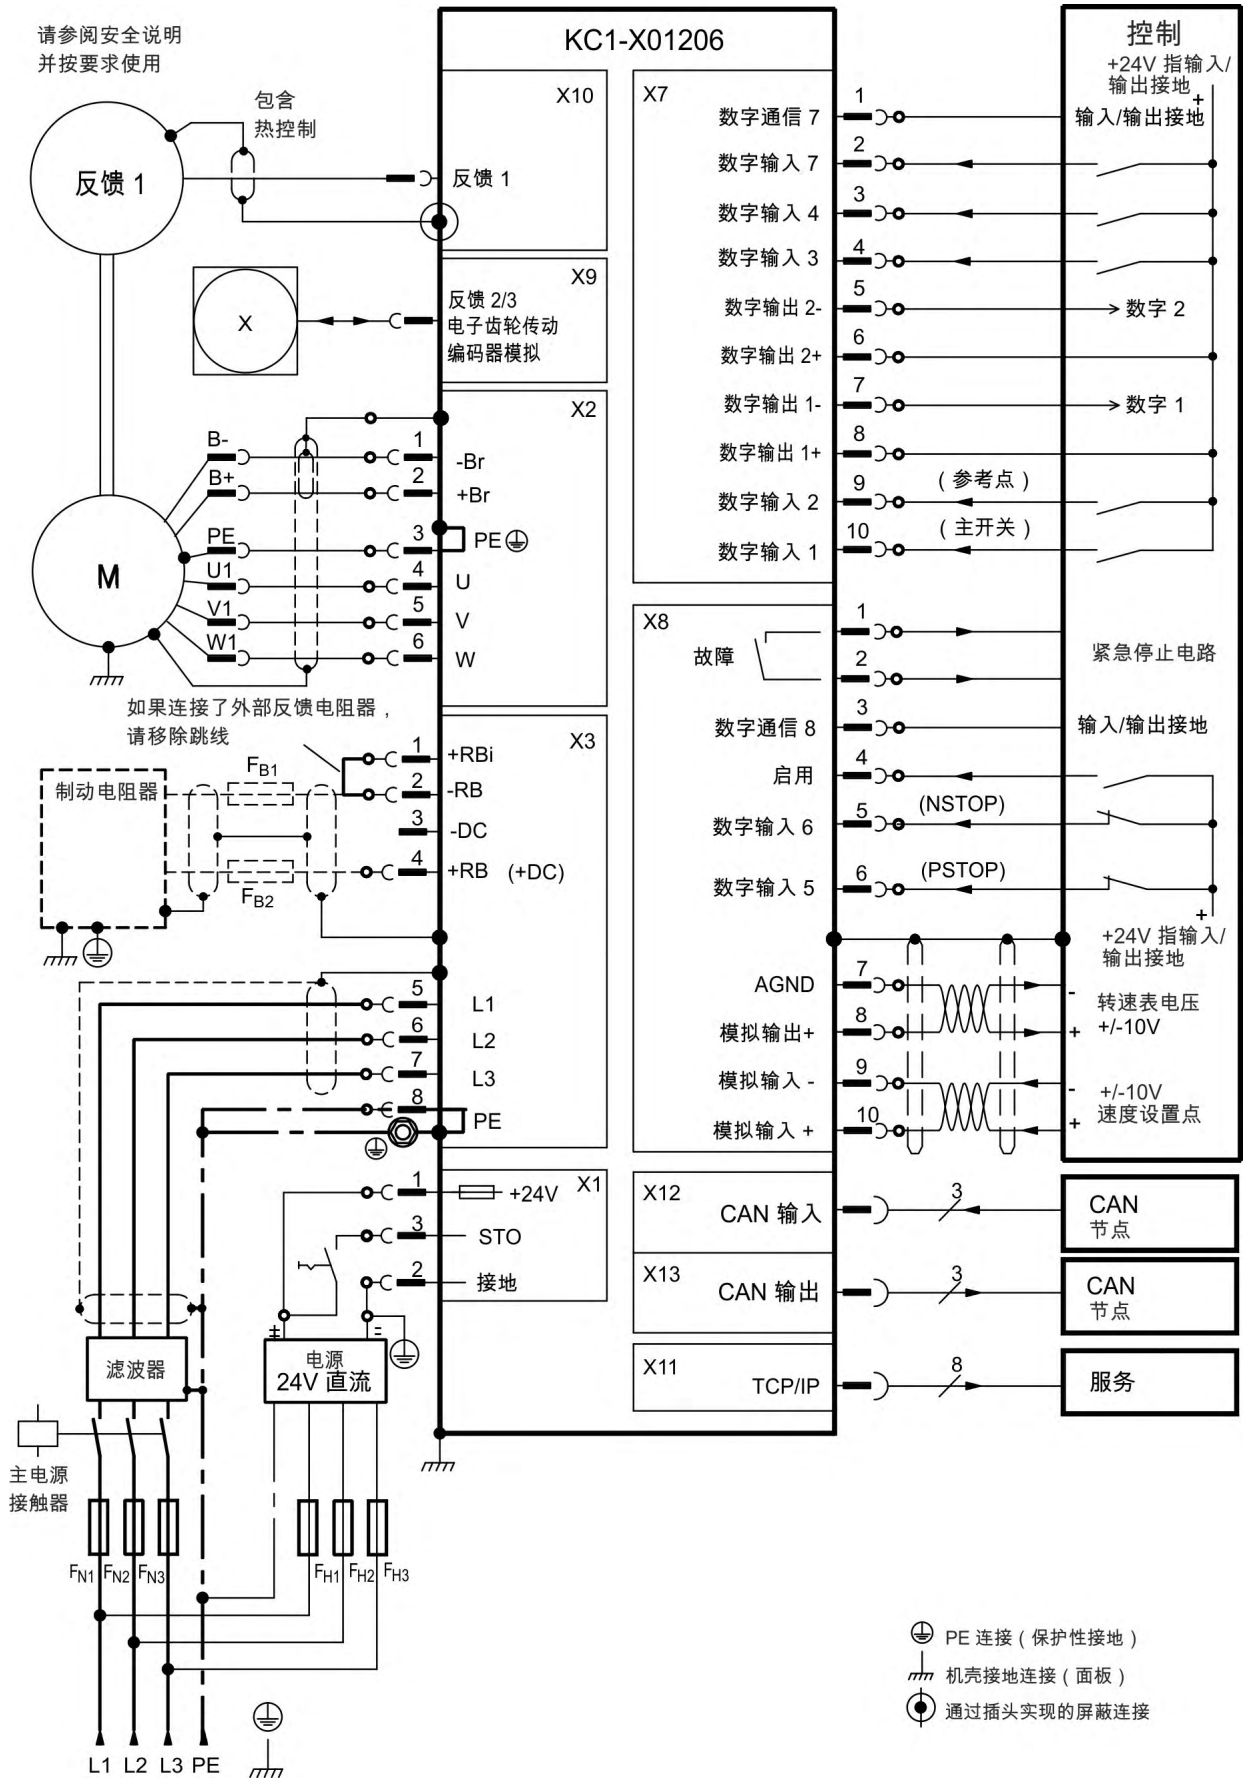 请参阅安全说明
并按要求使用
KC1-X01206
控制
+24V 指输入/
输出接地
+
包含
热控制
反馈 1
X10
反馈 1
X9
反馈 2/3
电子齿轮传动
编码器模拟
X
X2
B-
1
-Br
B+
2
+Br
PE
3
PE
U1
4
U
V1
5
V
W1
6
W
M
如果连接了外部反馈电阻器，
请移除跳线
X3
制动电阻器
FB1
FB2
1
+RBi
2
-RB
3
-DC
4
+RB (+DC)
5
L1
6
L2
7
L3
8
PE
X1
1
+24V
3
STO
2
接地
+
-
电源
24V 直流
滤波器
主电源
接触器
FN1
FN2
FN3
FH1
FH2
FH3
L1 L2 L3 PE
X7
数字通信 7
1
输入/输出接地
数字输入 7
2
数字输入 4
3
数字输入 3
4
数字输出 2-
5
数字 2
数字输出 2+
6
数字输出 1-
7
数字 1
数字输出 1+
8
数字输入 2
9
（参考点）
数字输入 1
10
（主开关）
X8
故障
1
2
紧急停止电路
数字通信 8
3
输入/输出接地
启用
4
数字输入 6
5
(NSTOP)
数字输入 5
6
(PSTOP)
+
+24V 指输入/
输出接地
AGND
7
-
转速表电压
模拟输出+
8
+
+/-10V
模拟输入 -
9
-
+/-10V
速度设置点
模拟输入 +
10
+
X12
CAN 输入
3
CAN
节点
X13
CAN 输出
3
CAN
节点
X11
TCP/IP
8
服务
PE 连接（保护性接地）
机壳接地连接（面板）
通过插头实现的屏蔽连接